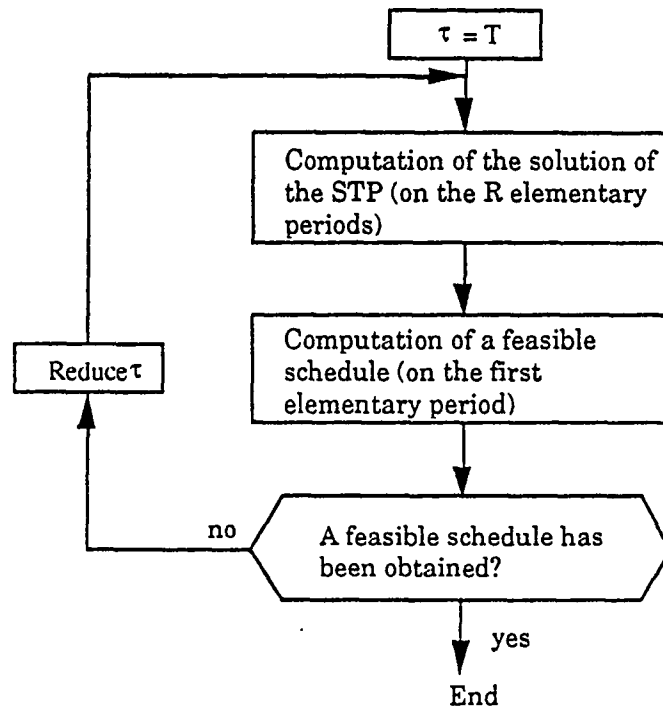 τ = T
Computation of the solution of
the STP (on the R elementary
periods)
Computation of a feasible
schedule (on the first
elementary period)
Reduce τ
no
A feasible schedule has
been obtained?
yes
End